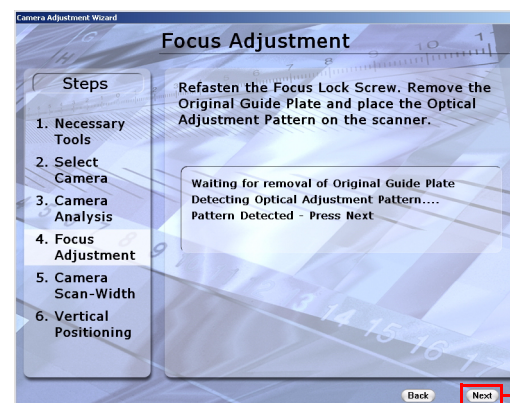 Camera Adjustment Wizard
Focus Adjustment
Steps
1. Necessary
Tools
2. Select
Camera
3. Camera
Analysis
4. Focus
Adjustment
5. Camera
Scan-Width
6. Vertical
Positioning
Refasten the Focus Lock Screw. Remove the
Original Guide Plate and place the Optical
Adjustment Pattern on the scanner.
Waiting for removal of Original Guide Plate
Detecting Optical Adjustment Pattern....
Pattern Detected - Press Next
Back
Next